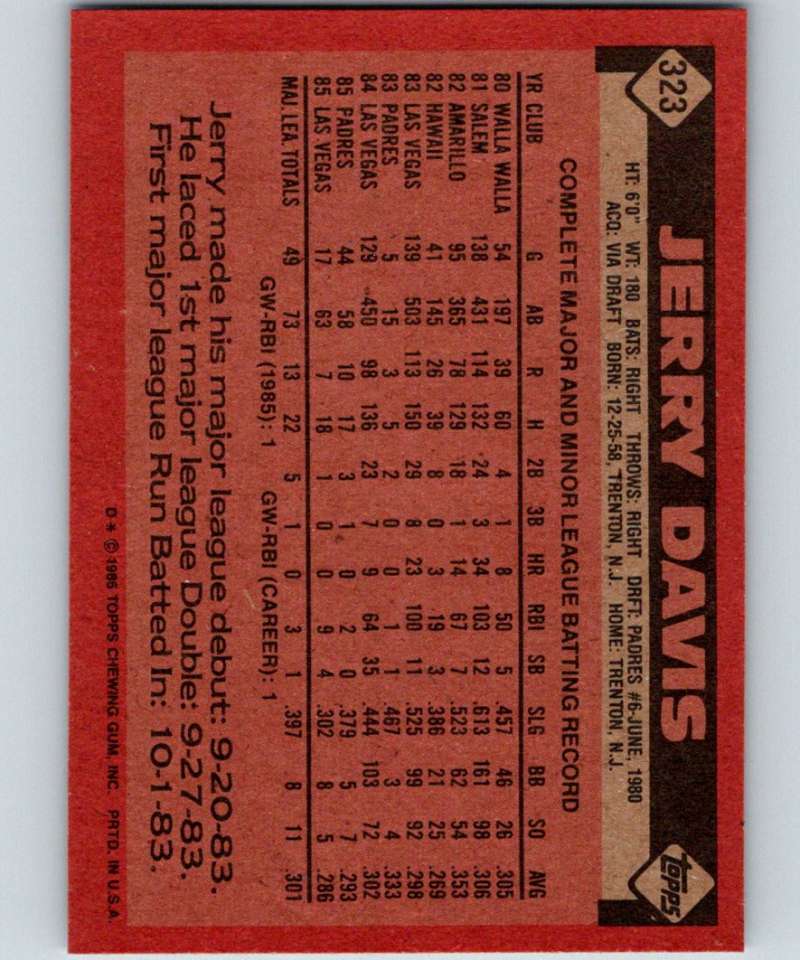 323
JERRY DAVIS
TOPPS
HT: 6'0" WT: 180 BATS: RIGHT THROWS: RIGHT DRFT: PADRES #6-JUNE, 1980
ACQ: VIA DRAFT BORN: 12-25-58, TRENTON, N.J. HOME: TRENTON, N.J.
COMPLETE MAJOR AND MINOR LEAGUE BATTING RECORD
YR CLUB G AB R H 2B 3B HR RBI SB SLG BB SO AVG
80 WALLA WALLA 54 197 39 60 4 1 8 50 5 .457 46 26 .305
81 SALEM 138 431 114 132 24 3 34 103 12 .613 161 98 .306
82 AMARILLO 95 365 78 129 18 1 14 67 7 .523 62 54 .353
82 HAWAII 41 145 26 39 8 0 3 19 3 .386 21 25 .269
83 LAS VEGAS 139 503 113 150 29 8 23 100 11 .525 99 92 .298
83 PADRES 5 15 3 5 2 0 0 1 1 .467 3 4 .333
84 LAS VEGAS 129 450 98 136 23 7 9 64 35 .444 103 72 .302
85 PADRES 44 58 10 17 3 1 0 2 0 .379 5 7 .293
85 LAS VEGAS 17 63 7 18 1 0 0 9 4 .302 8 5 .286
MAJ. LEA. TOTALS 49 73 13 22 5 1 0 3 1 .397 8 11 .301
GW-RBI (1985): 1 GW-RBI (CAREER): 1
Jerry made his major league debut: 9-20-83.
He laced 1st major league Double: 9-27-83.
First major league Run Batted In: 10-1-83.
D* © 1986 TOPPS CHEWING GUM, INC. PRTD. IN U.S.A.